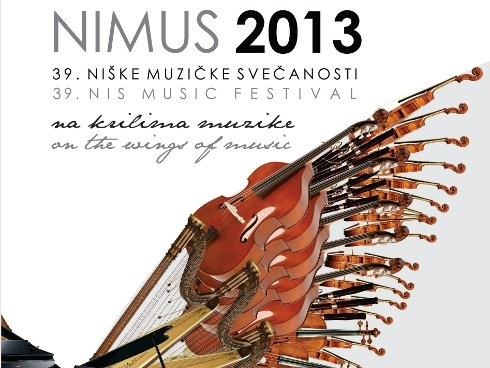 NIMUS 2013
39. NIŠKE MUZIČKE SVEČANOSTI
39. NIS MUSIC FESTIVAL
na krilima muzike
on the wings of music